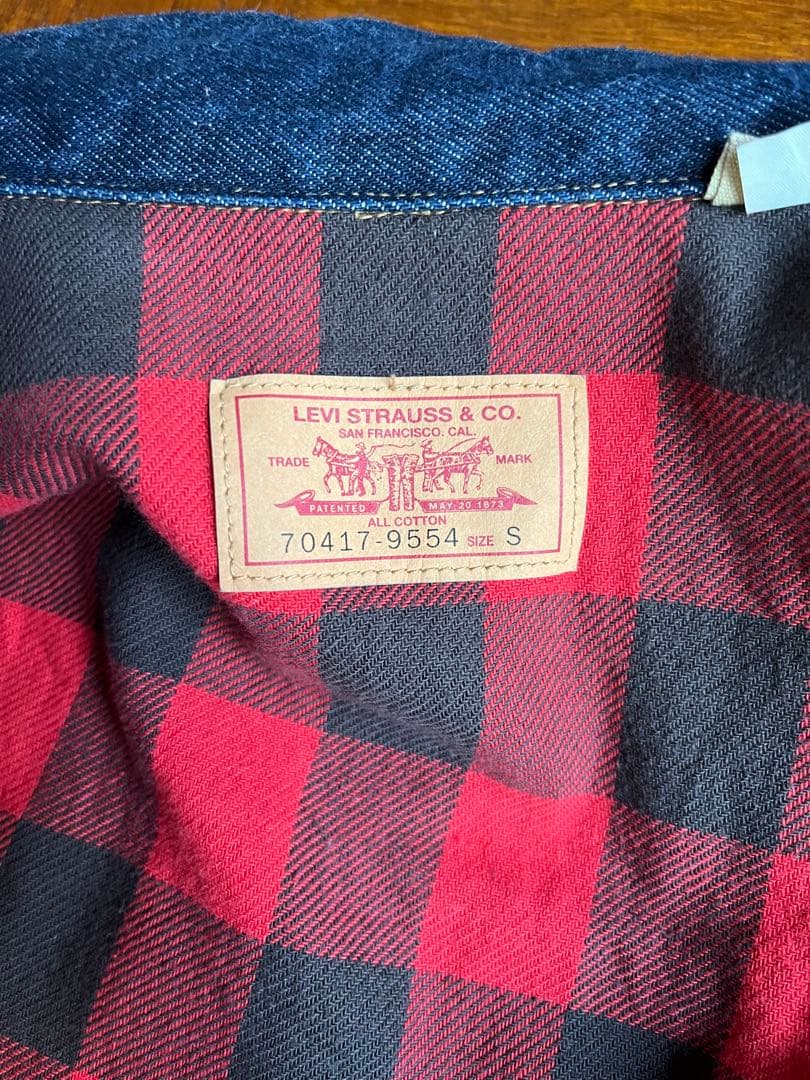 LEVI STRAUSS & CO.
SAN FRANCISCO. CAL.
TRADE MARK
PATENTED MAY 20 1873
ALL COTTON
70417-9554 SIZE S